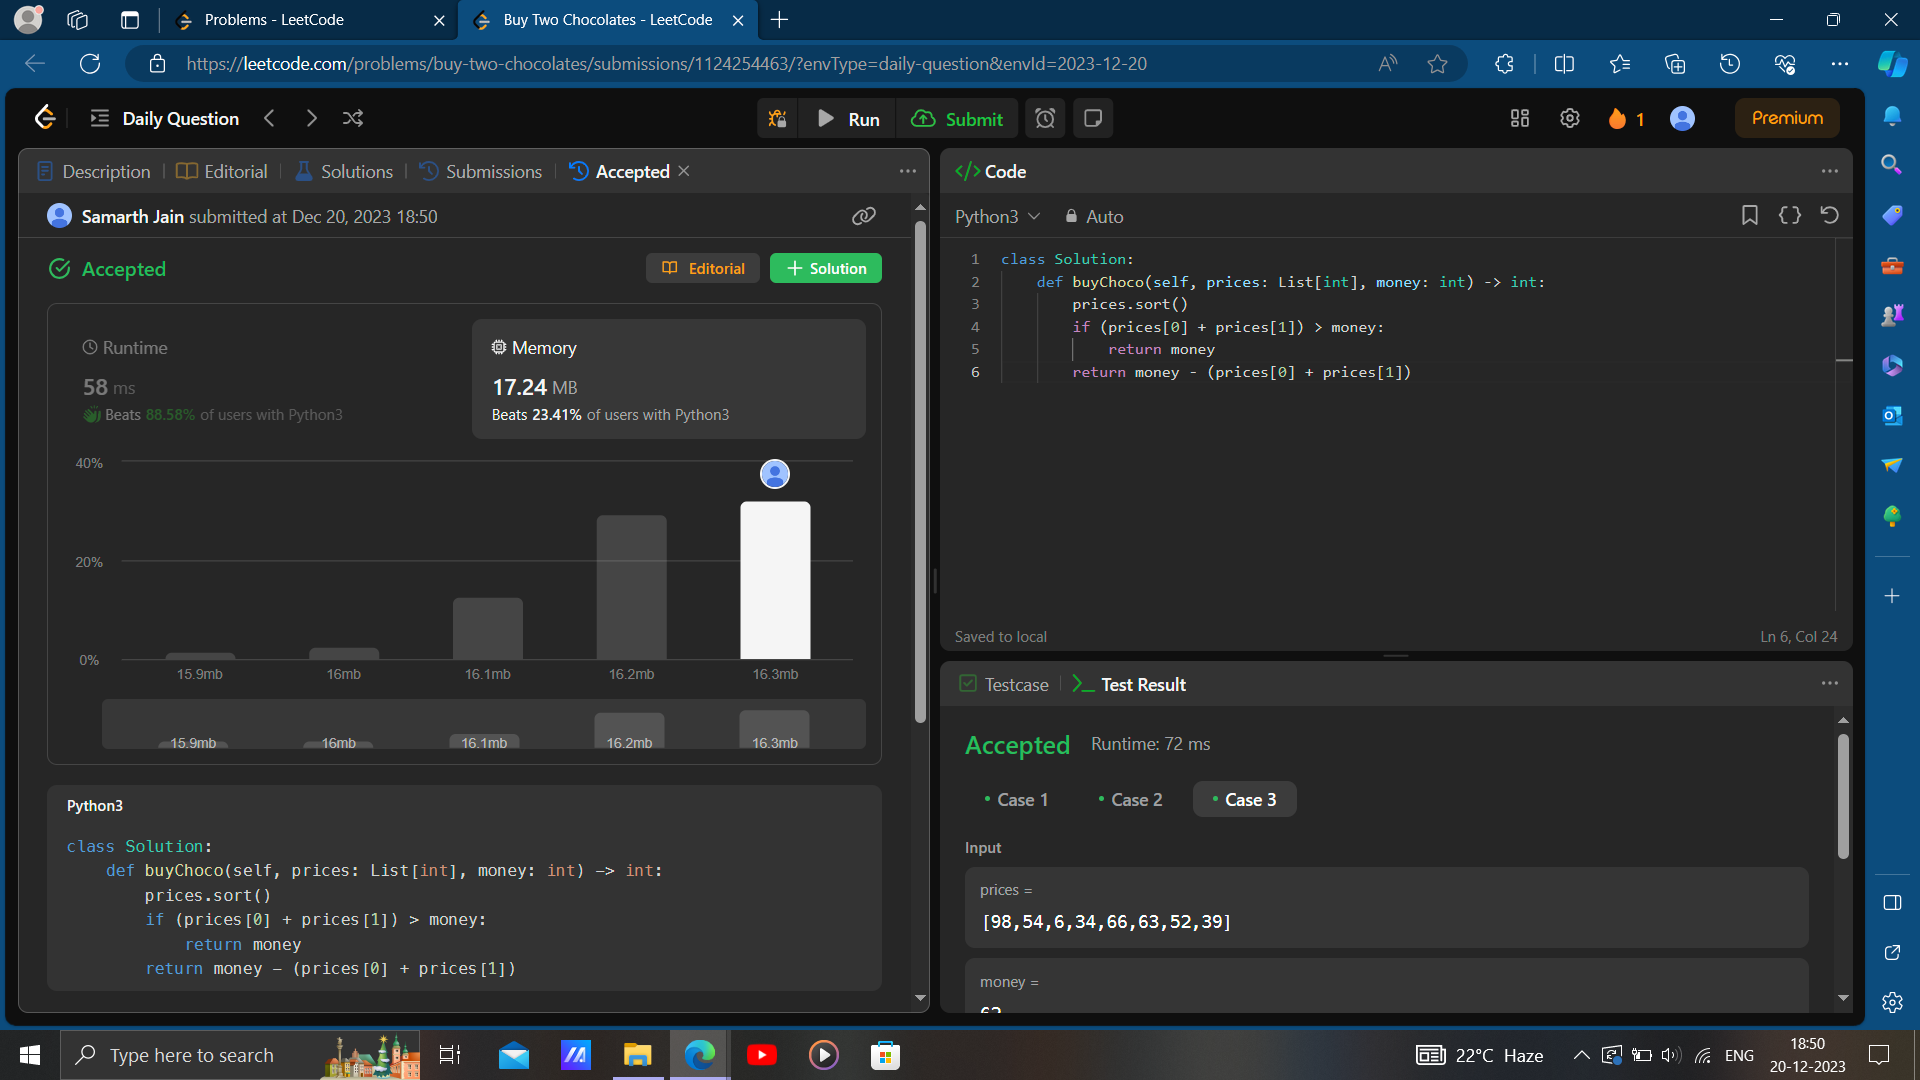 Problems - LeetCode
Buy Two Chocolates - LeetCode
https://leetcode.com/problems/buy-two-chocolates/submissions/1124254463/?envType=daily-question&envId=2023-12-20
Daily Question
Run
Submit
1
Premium
Description
Editorial
Solutions
Submissions
Accepted
Samarth Jain submitted at Dec 20, 2023 18:50
Accepted
Editorial
Solution
Runtime
58 ms
Beats 88.58% of users with Python3
Memory
17.24 MB
Beats 23.41% of users with Python3
40%
20%
0%
15.9mb 16mb 16.1mb 16.2mb 16.3mb
15.9mb 16mb 16.1mb 16.2mb 16.3mb
Python3
class Solution:
    def buyChoco(self, prices: List[int], money: int) -> int:
        prices.sort()
        if (prices[0] + prices[1]) > money:
            return money
        return money - (prices[0] + prices[1])
</> Code
Python3
Auto
1 class Solution:
2     def buyChoco(self, prices: List[int], money: int) -> int:
3         prices.sort()
4         if (prices[0] + prices[1]) > money:
5             return money
6         return money - (prices[0] + prices[1])
Saved to local
Ln 6, Col 24
Testcase
Test Result
Accepted
Runtime: 72 ms
Case 1
Case 2
Case 3
Input
prices =
[98,54,6,34,66,63,52,39]
money =
Type here to search
22°C Haze
ENG
18:50
20-12-2023